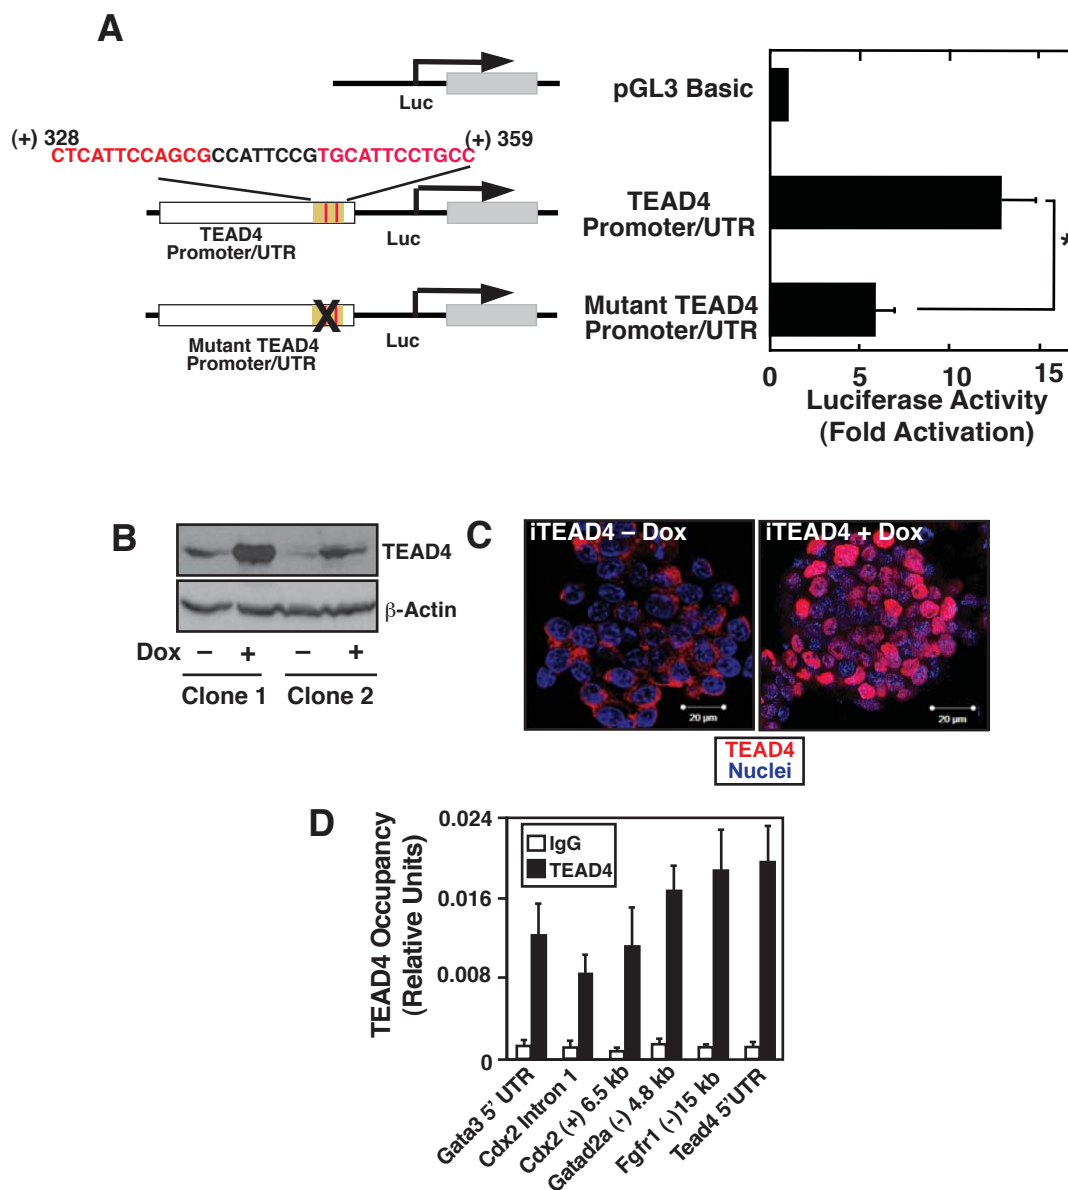 A
Luc
pGL3 Basic
(+) 328
(+) 359
CTCATTCCAGCGCCATTCCGTGCATTCCTGCC
TEAD4
Promoter/UTR
Luc
TEAD4
Promoter/UTR
*
Mutant TEAD4
Promoter/UTR
Luc
Mutant TEAD4
Promoter/UTR
0 5 10 15
Luciferase Activity
(Fold Activation)
B
TEAD4
β-Actin
Dox − + − +
Clone 1 Clone 2
C
iTEAD4 – Dox
20 µm
iTEAD4 + Dox
20 µm
TEAD4
Nuclei
D
TEAD4 Occupancy
(Relative Units)
0.024
0.016
0.008
0
IgG
TEAD4
Gata3 5' UTR
Cdx2 Intron 1
Cdx2 (+) 6.5 kb
Gatad2a (-) 4.8 kb
Fgfr1 (-) 15 kb
Tead4 5'UTR